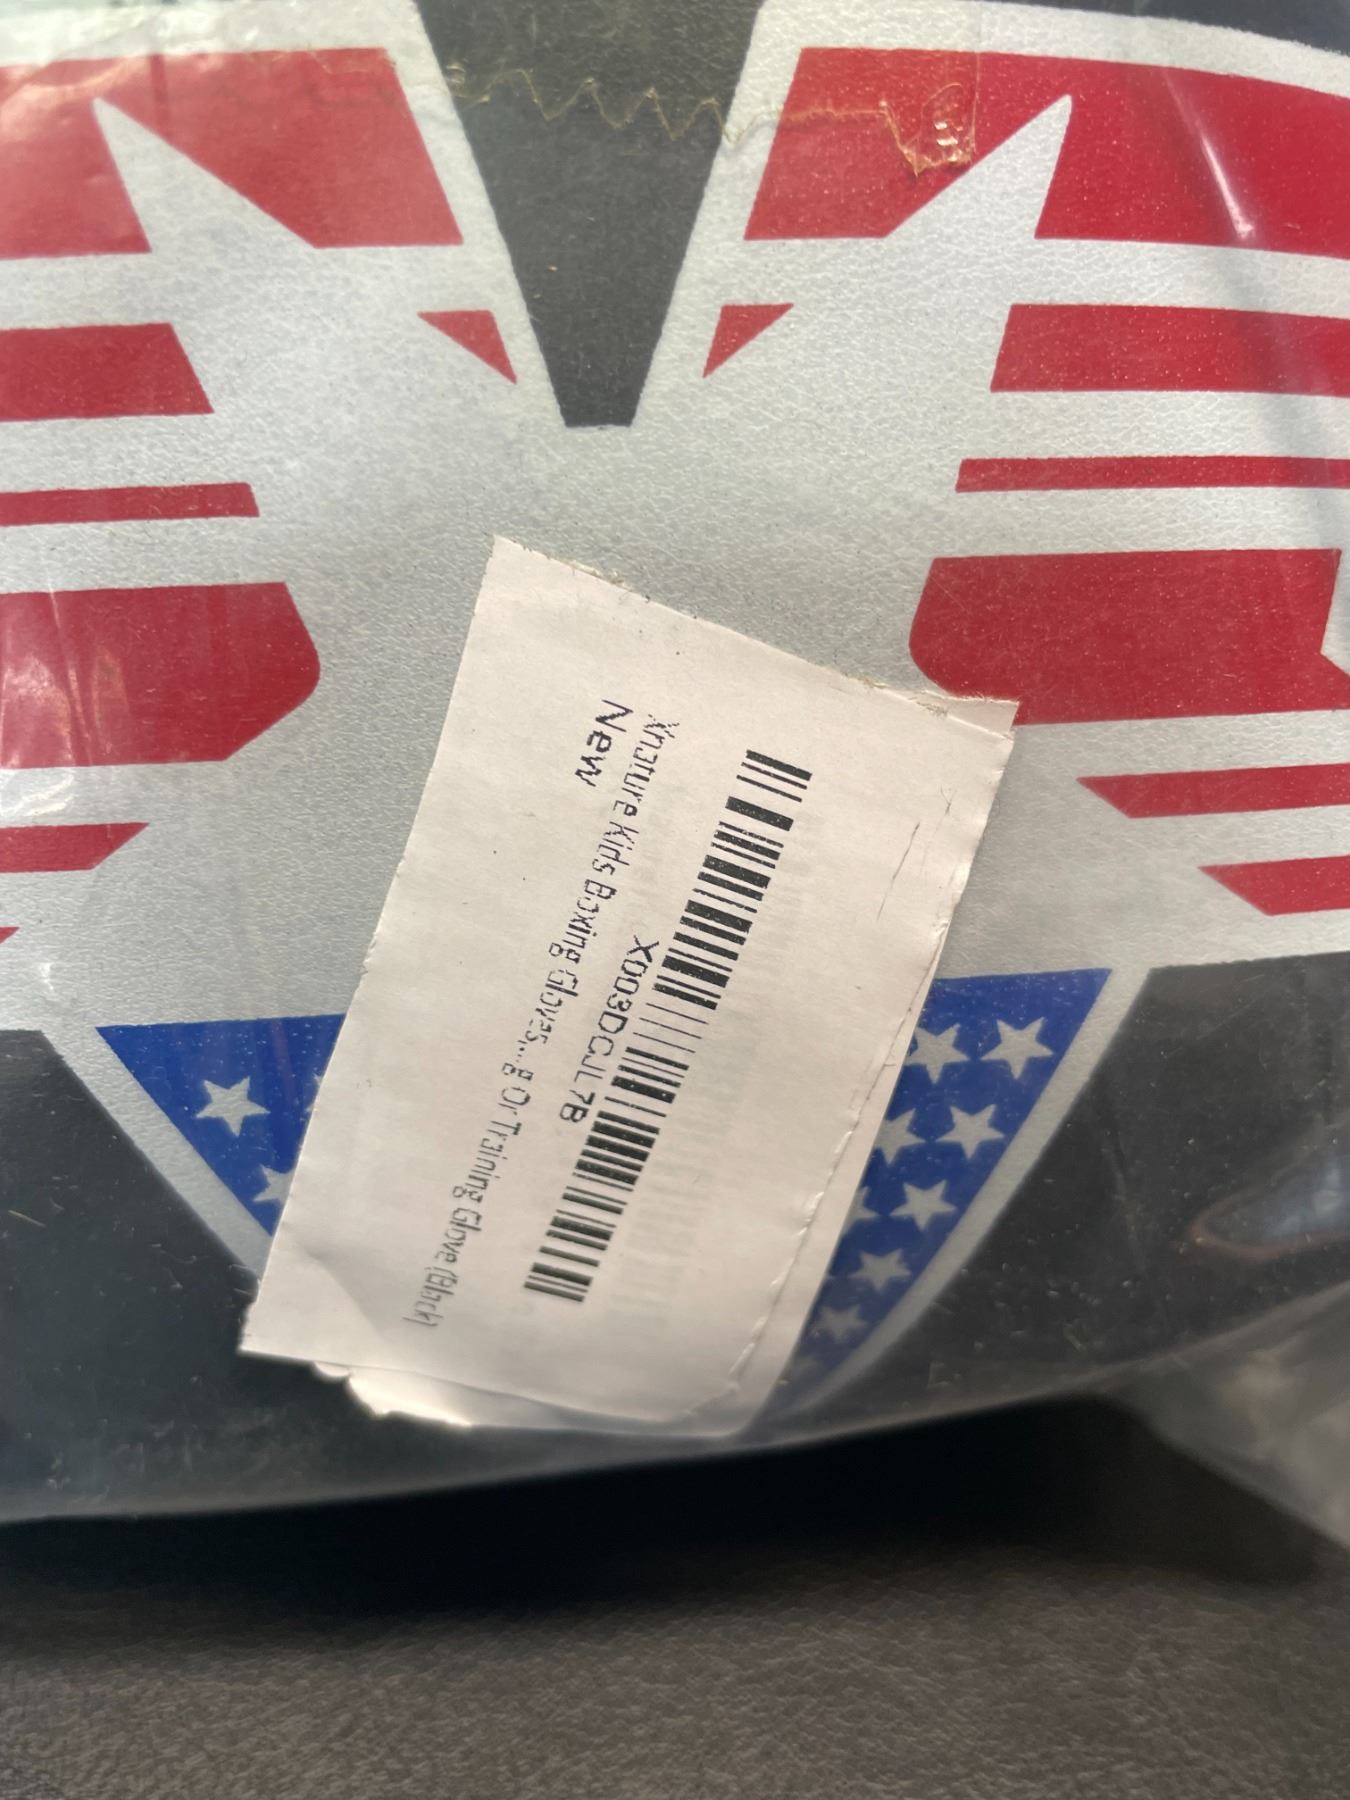 X003DCJL7B
Xnature Kids Boxing Gloves,...g Or Training Glove (Black)
New